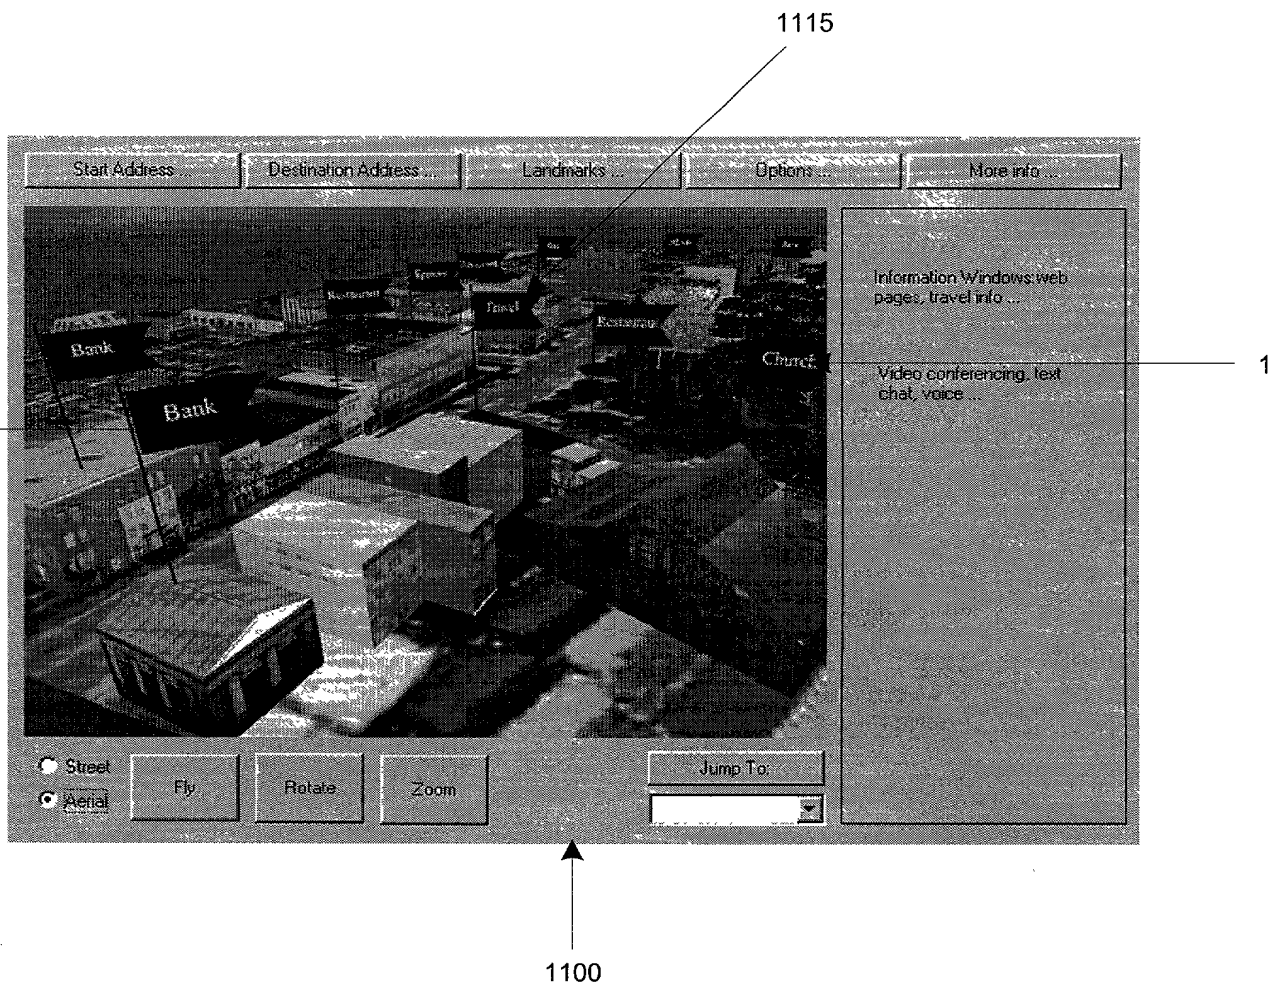 1115
Start Address ...
Destination Address ...
Landmarks ...
Options ...
More info ...
Restaurant
Travel
Restaurant
Bank
Church
1
Bank
Information Windows:web
pages, travel info ...
Video conferencing, text
chat, voice ...
Street
Aerial
Fly
Rotate
Zoom
Jump To:
1100